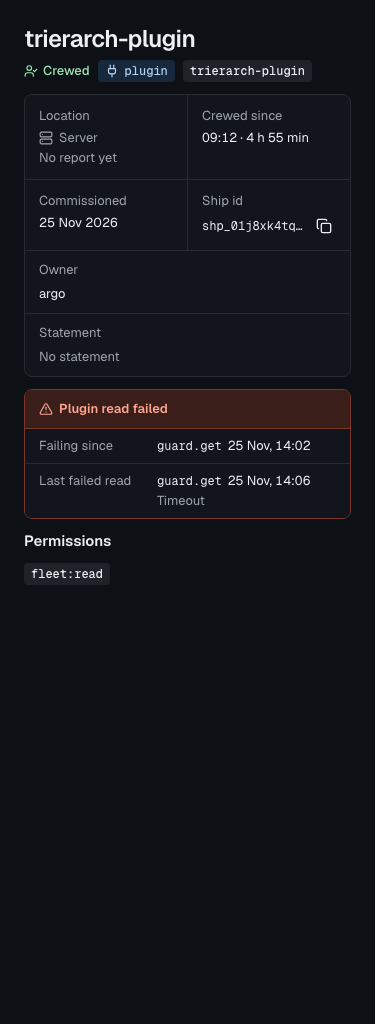 trierarch-plugin
Crewed plugin trierarch-plugin
Location
Server
No report yet
Crewed since
09:12 · 4 h 55 min
Commissioned
25 Nov 2026
Ship id
shp_01j8xk4tq…
Owner
argo
Statement
No statement
Plugin read failed
Failing since guard.get 25 Nov, 14:02
Last failed read guard.get 25 Nov, 14:06
Timeout
Permissions
fleet:read